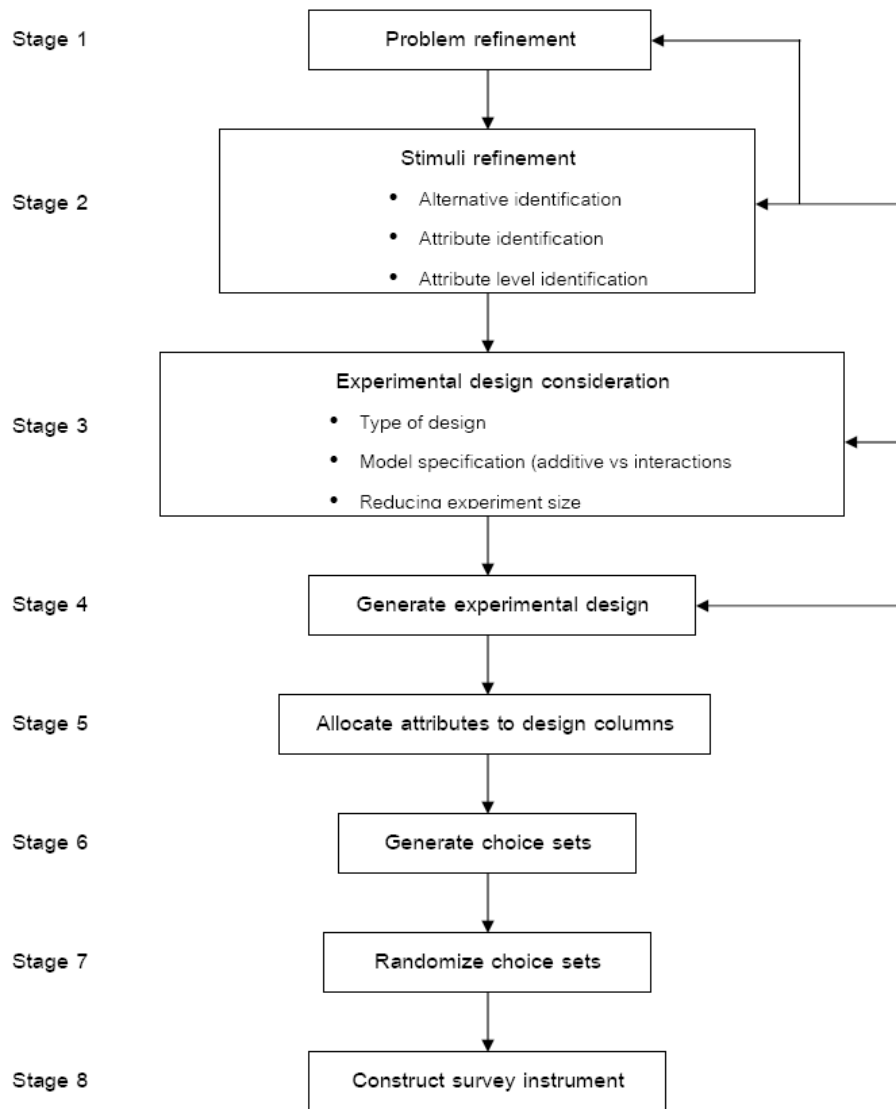 Stage 1
Problem refinement
Stage 2
Stimuli refinement
• Alternative identification
• Attribute identification
• Attribute level identification
Stage 3
Experimental design consideration
• Type of design
• Model specification (additive vs interactions
• Reducing experiment size
Stage 4
Generate experimental design
Stage 5
Allocate attributes to design columns
Stage 6
Generate choice sets
Stage 7
Randomize choice sets
Stage 8
Construct survey instrument